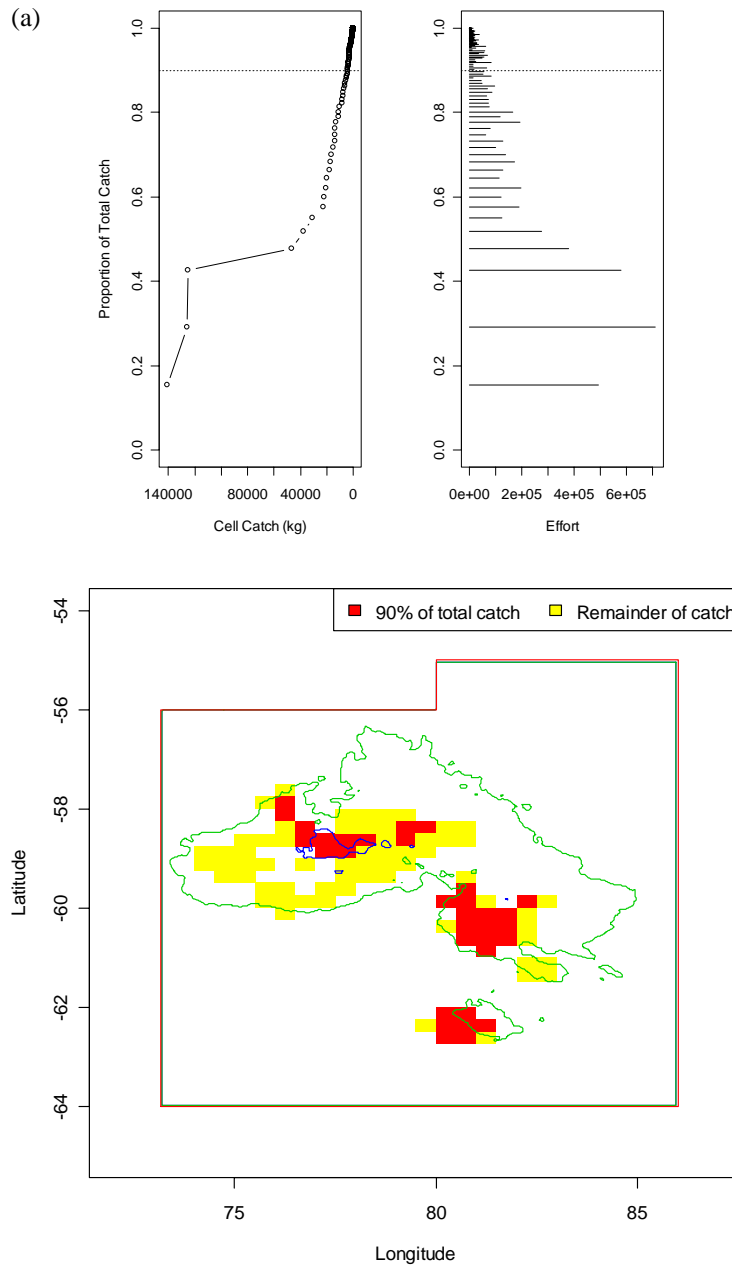 (a)
Proportion of Total Catch
0.0 0.2 0.4 0.6 0.8 1.0
140000 80000 40000 0
Cell Catch (kg)
0.0 0.2 0.4 0.6 0.8 1.0
0e+00 2e+05 4e+05 6e+05
Effort
90% of total catch Remainder of catch
Latitude
-54
-56
-58
-60
-62
-64
75 80 85
Longitude